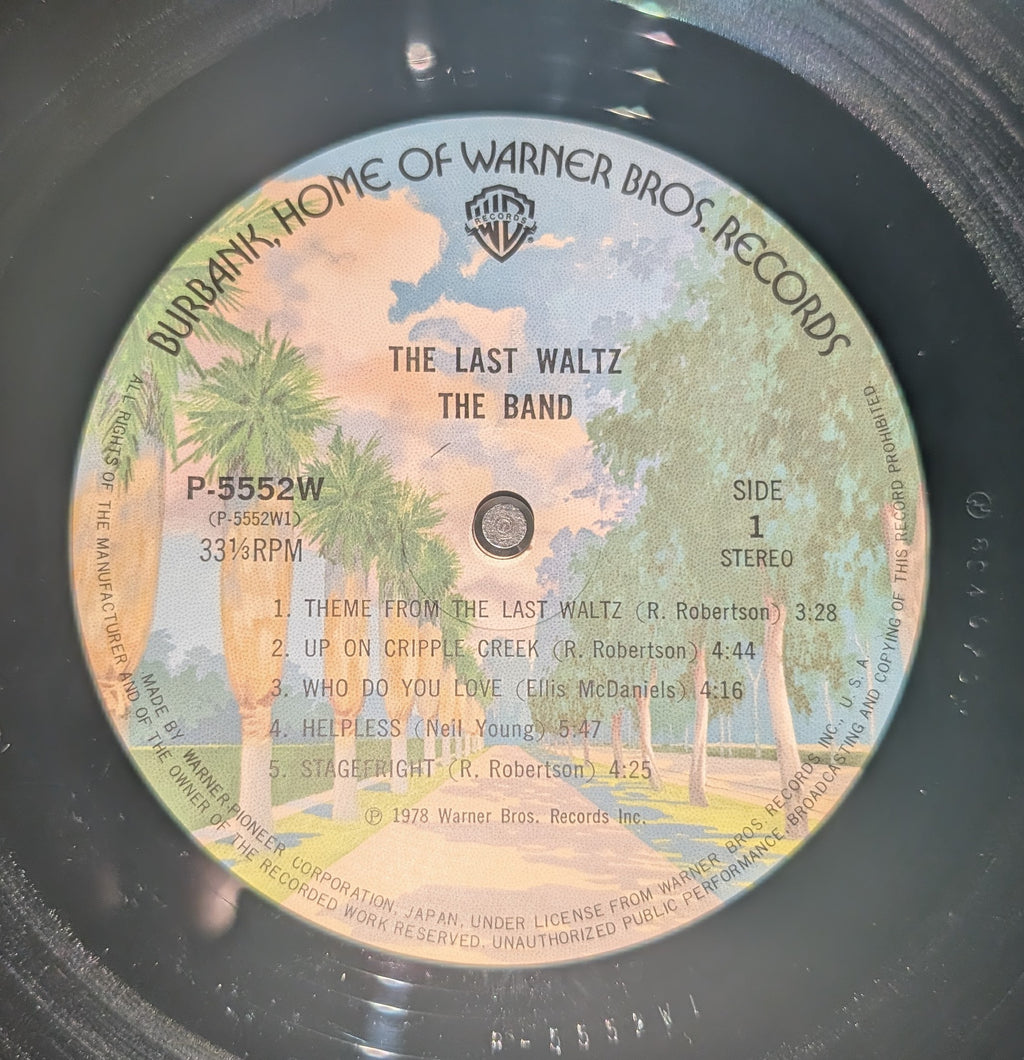 BURBANK, HOME OF WARNER BROS. RECORDS
RECORDS
THE LAST WALTZ
THE BAND
P-5552W
(P-5552W1)
33⅓RPM
SIDE
1
STEREO
1. THEME FROM THE LAST WALTZ (R. Robertson) 3:28
2. UP ON CRIPPLE CREEK (R. Robertson) 4:44
3. WHO DO YOU LOVE (Ellis McDaniels) 4:16
4. HELPLESS (Neil Young) 5:47
5. STAGEFRIGHT (R. Robertson) 4:25
Ⓟ 1978 Warner Bros. Records Inc.
MADE BY WARNER-PIONEER CORPORATION, JAPAN, UNDER LICENSE FROM WARNER BROS. RECORDS INC., U. S. A.
ALL RIGHTS OF THE MANUFACTURER AND OF THE OWNER OF THE RECORDED WORK RESERVED. UNAUTHORIZED PUBLIC PERFORMANCE, BROADCASTING AND COPYING OF THIS RECORD PROHIBITED